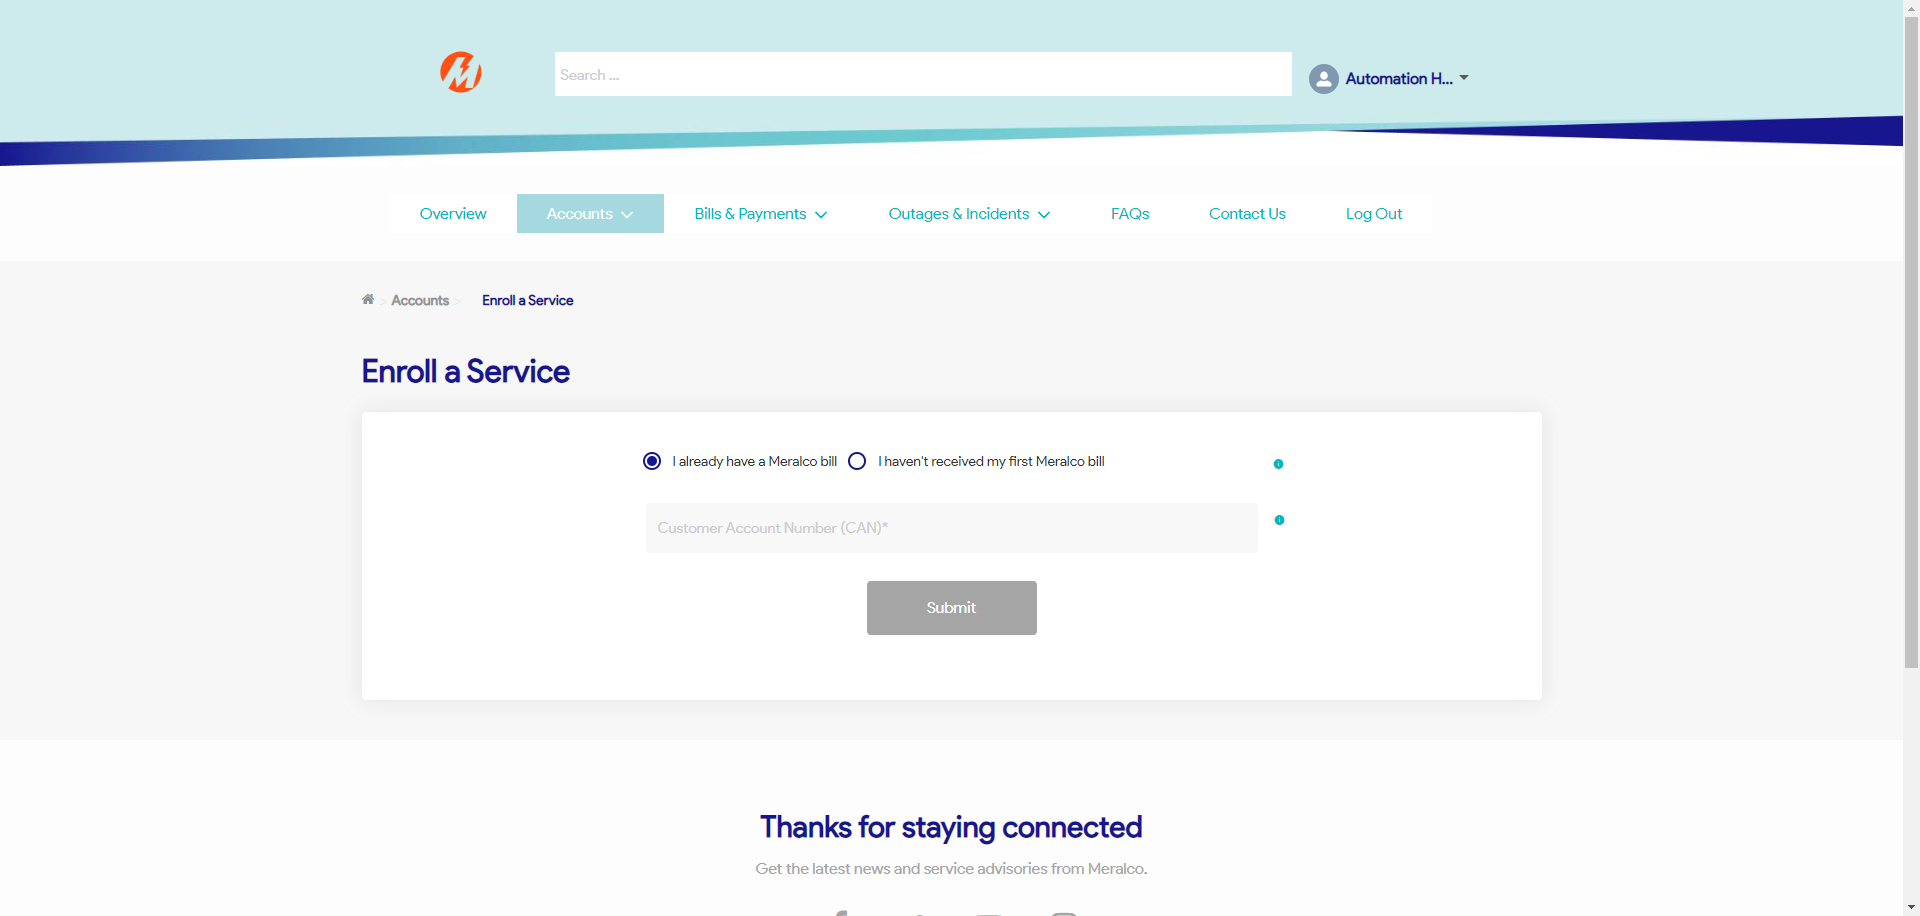 Search ...
Automation H...
Overview
Accounts
Bills & Payments
Outages & Incidents
FAQs
Contact Us
Log Out
> Accounts > Enroll a Service
Enroll a Service
I already have a Meralco bill
I haven't received my first Meralco bill
Customer Account Number (CAN)*
Submit
Thanks for staying connected
Get the latest news and service advisories from Meralco.